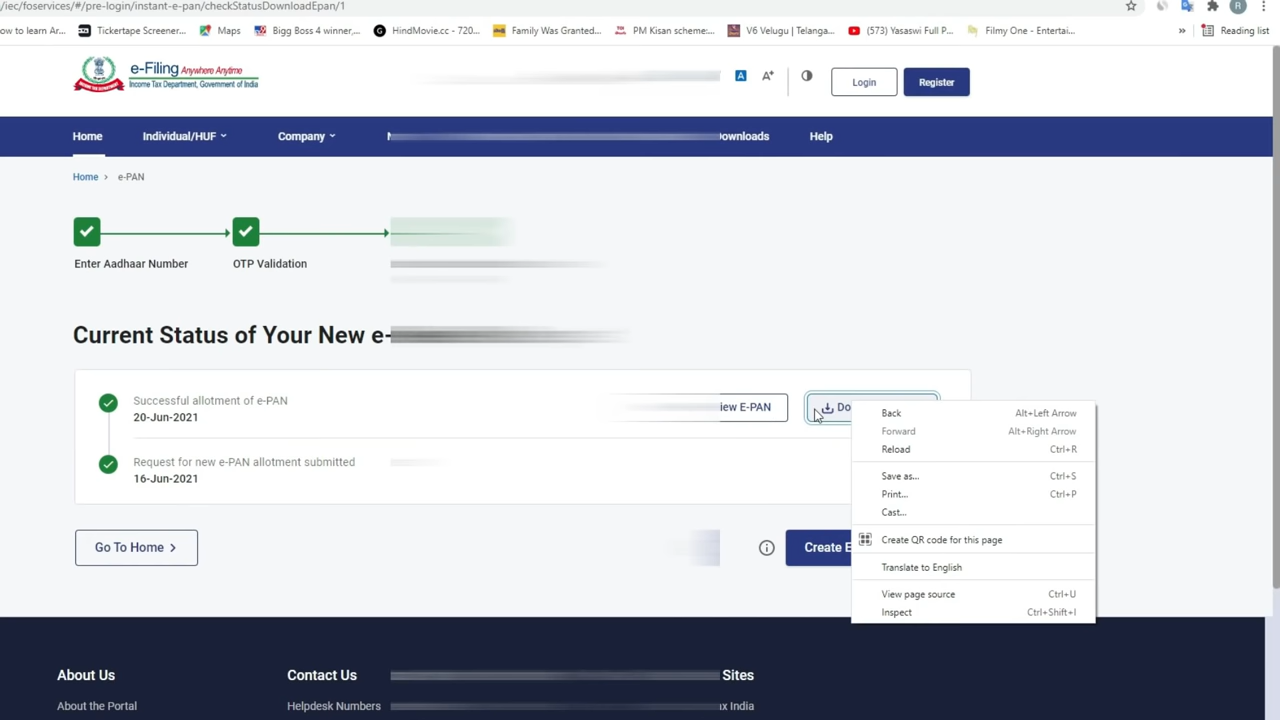 /iec/foservices/#/pre-login/instant-e-pan/checkStatusDownloadEpan/1
ow to learn Ar... Tickertape Screener... Maps Bigg Boss 4 winner,... HindMovie.cc - 720... Family Was Granted... PM Kisan scheme:... V6 Velugu | Telanga... (573) Yasaswi Full P... Filmy One - Entertai... » Reading list
e-Filing Anywhere Anytime
Income Tax Department, Government of India
A A+ Login Register
Home Individual/HUF Company ownloads Help
Home > e-PAN
Enter Aadhaar Number OTP Validation
Current Status of Your New e-
Successful allotment of e-PAN
20-Jun-2021
iew E-PAN Do
Request for new e-PAN allotment submitted
16-Jun-2021
Go To Home > Create E
Back Alt+Left Arrow
Forward Alt+Right Arrow
Reload Ctrl+R
Save as... Ctrl+S
Print... Ctrl+P
Cast...
Create QR code for this page
Translate to English
View page source Ctrl+U
Inspect Ctrl+Shift+I
About Us Contact Us Sites
About the Portal Helpdesk Numbers x India